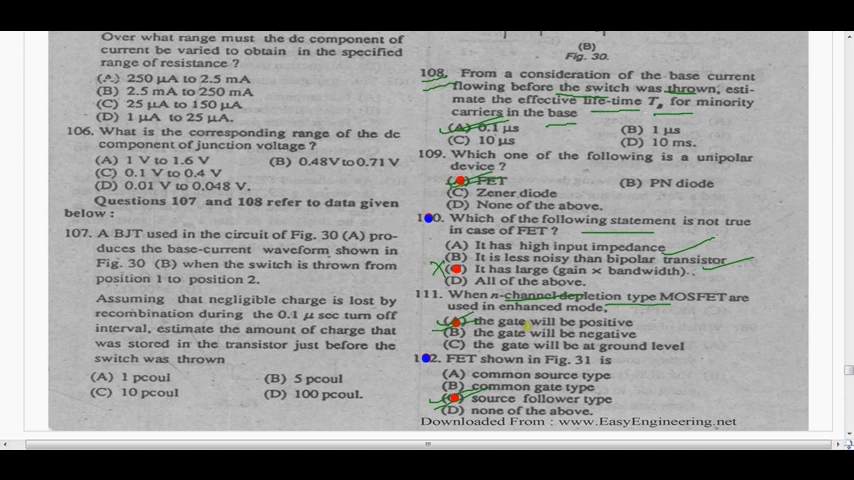 Over what range must the dc component of
current be varied to obtain in the specified
range of resistance ?
(A) 250 μA to 2.5 mA
(B) 2.5 mA to 250 mA
(C) 25 μA to 150 μA
(D) 1 μA to 25 μA.
106. What is the corresponding range of the dc
component of junction voltage ?
(A) 1 V to 1.6 V (B) 0.48V to 0.71 V
(C) 0.1 V to 0.4 V
(D) 0.01 V to 0.048 V.
Questions 107 and 108 refer to data given
below :
107. A BJT used in the circuit of Fig. 30 (A) pro-
duces the base-current waveform shown in
Fig. 30 (B) when the switch is thrown from
position 1 to position 2.
Assuming that negligible charge is lost by
recombination during the 0.1 μ sec turn off
interval, estimate the amount of charge that
was stored in the transistor just before the
switch was thrown
(A) 1 pcoul (B) 5 pcoul
(C) 10 pcoul (D) 100 pcoul.
(B)
Fig. 30.
108. From a consideration of the base current
flowing before the switch was thrown, esti-
mate the effective life-time T for minority
carriers in the base
(A) 0.1 μs (B) 1 μs
(C) 10 μs (D) 10 ms.
109. Which one of the following is a unipolar
device ?
FET (B) PN diode
(C) Zener diode
(D) None of the above.
Which of the following statement is not true
in case of FET ?
(A) It has high input impedance
(B) It is less noisy than bipolar transistor
It has large (gain × bandwidth).
(D) All of the above.
111. When n-channel depletion type MOSFET are
used in enhanced mode,
the gate will be positive
(B) the gate will be negative
(C) the gate will be at ground level
FET shown in Fig. 31 is
(A) common source type
(B) common gate type
source follower type
(D) none of the above.
Downloaded From : www.EasyEngineering.net